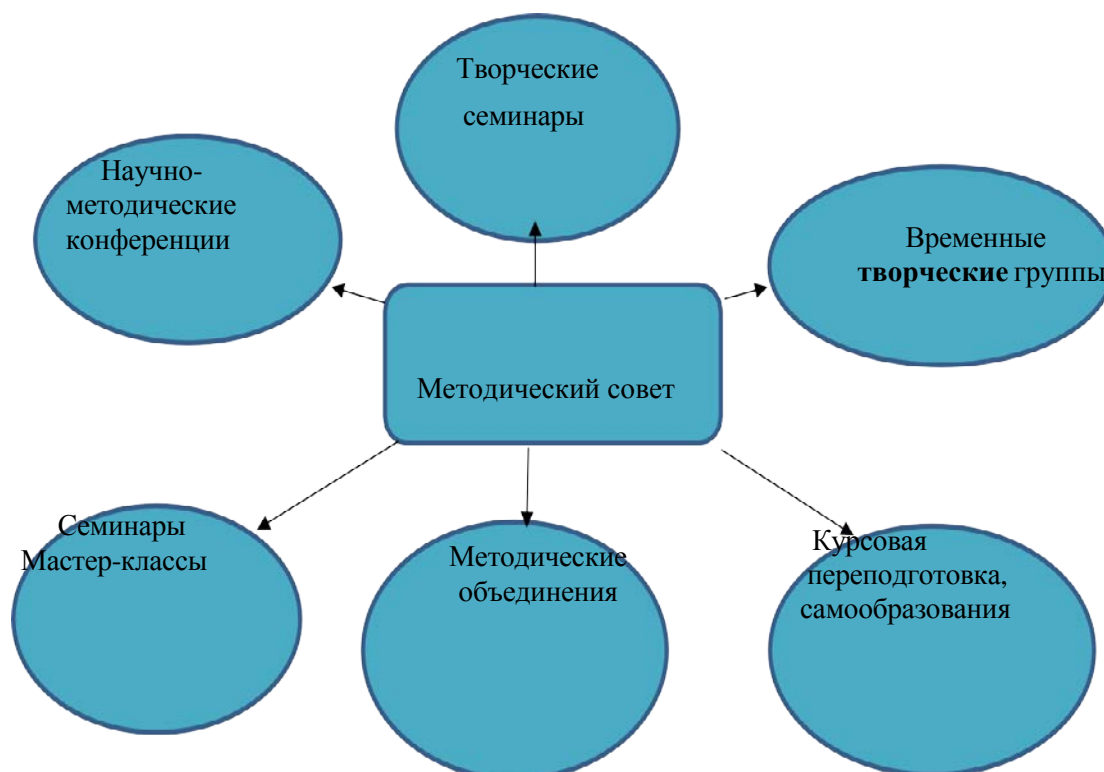 Творческие
семинары
Научно-
методические
конференции
Временные
творческие группы
Методический совет
Семинары
Мастер-классы
Методические
объединения
Курсовая
переподготовка,
самообразования